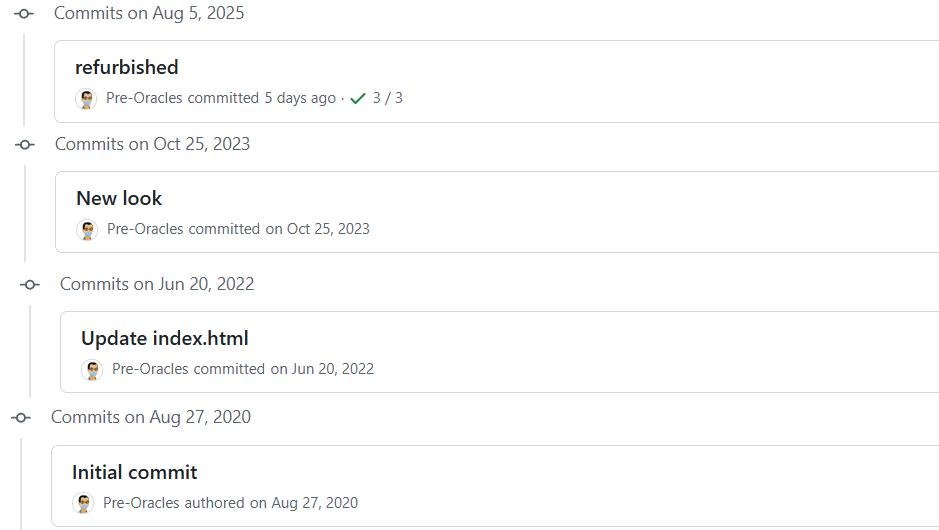 Commits on Aug 5, 2025
refurbished
Pre-Oracles committed 5 days ago · ✓ 3 / 3
Commits on Oct 25, 2023
New look
Pre-Oracles committed on Oct 25, 2023
Commits on Jun 20, 2022
Update index.html
Pre-Oracles committed on Jun 20, 2022
Commits on Aug 27, 2020
Initial commit
Pre-Oracles authored on Aug 27, 2020